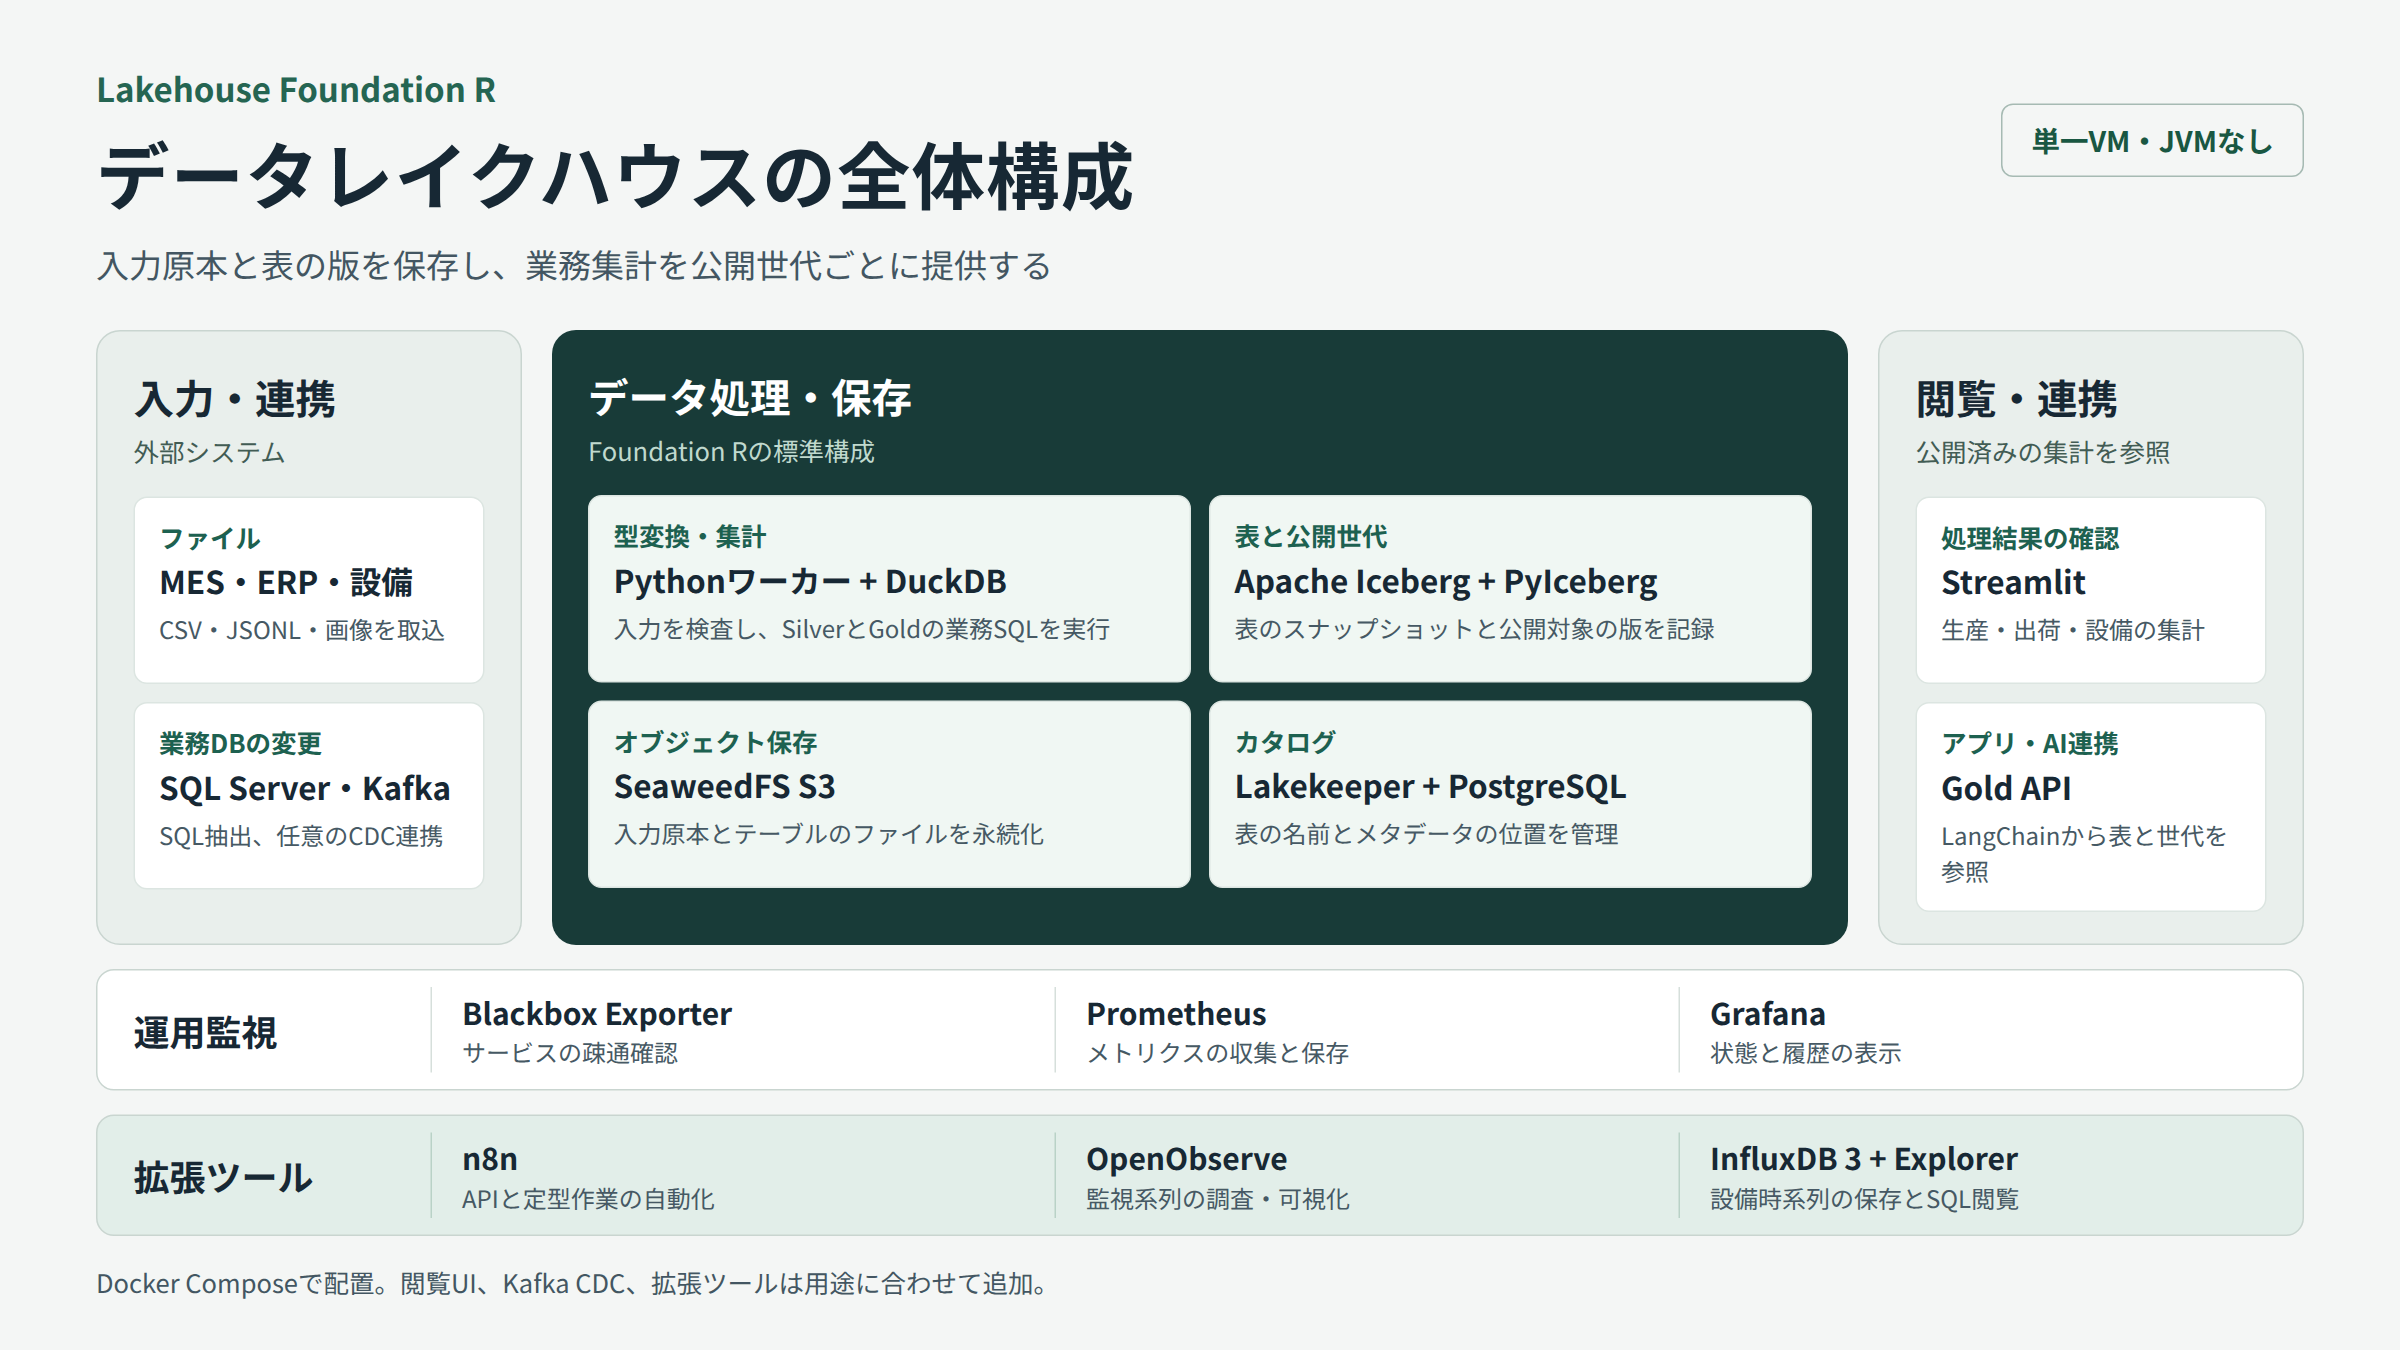 Lakehouse Foundation R
データレイクハウスの全体構成
入力原本と表の版を保存し、業務集計を公開世代ごとに提供する
単一VM・JVMなし
入力・連携
外部システム
ファイル
MES・ERP・設備
CSV・JSONL・画像を取込
業務DBの変更
SQL Server・Kafka
SQL抽出、任意のCDC連携
データ処理・保存
Foundation Rの標準構成
型変換・集計
Pythonワーカー + DuckDB
入力を検査し、SilverとGoldの業務SQLを実行
表と公開世代
Apache Iceberg + PyIceberg
表のスナップショットと公開対象の版を記録
オブジェクト保存
SeaweedFS S3
入力原本とテーブルのファイルを永続化
カタログ
Lakekeeper + PostgreSQL
表の名前とメタデータの位置を管理
閲覧・連携
公開済みの集計を参照
処理結果の確認
Streamlit
生産・出荷・設備の集計
アプリ・AI連携
Gold API
LangChainから表と世代を
参照
運用監視
Blackbox Exporter
サービスの疎通確認
Prometheus
メトリクスの収集と保存
Grafana
状態と履歴の表示
拡張ツール
n8n
APIと定型作業の自動化
OpenObserve
監視系列の調査・可視化
InfluxDB 3 + Explorer
設備時系列の保存とSQL閲覧
Docker Composeで配置。閲覧UI、Kafka CDC、拡張ツールは用途に合わせて追加。